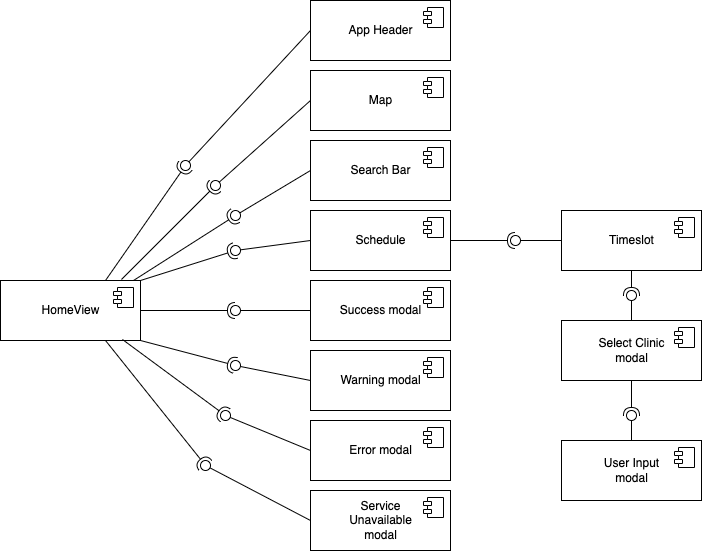 App Header
Map
Search Bar
Schedule
Timeslot
HomeView
Success modal
Select Clinic
modal
Warning modal
Error modal
User Input
modal
Service
Unavailable
modal